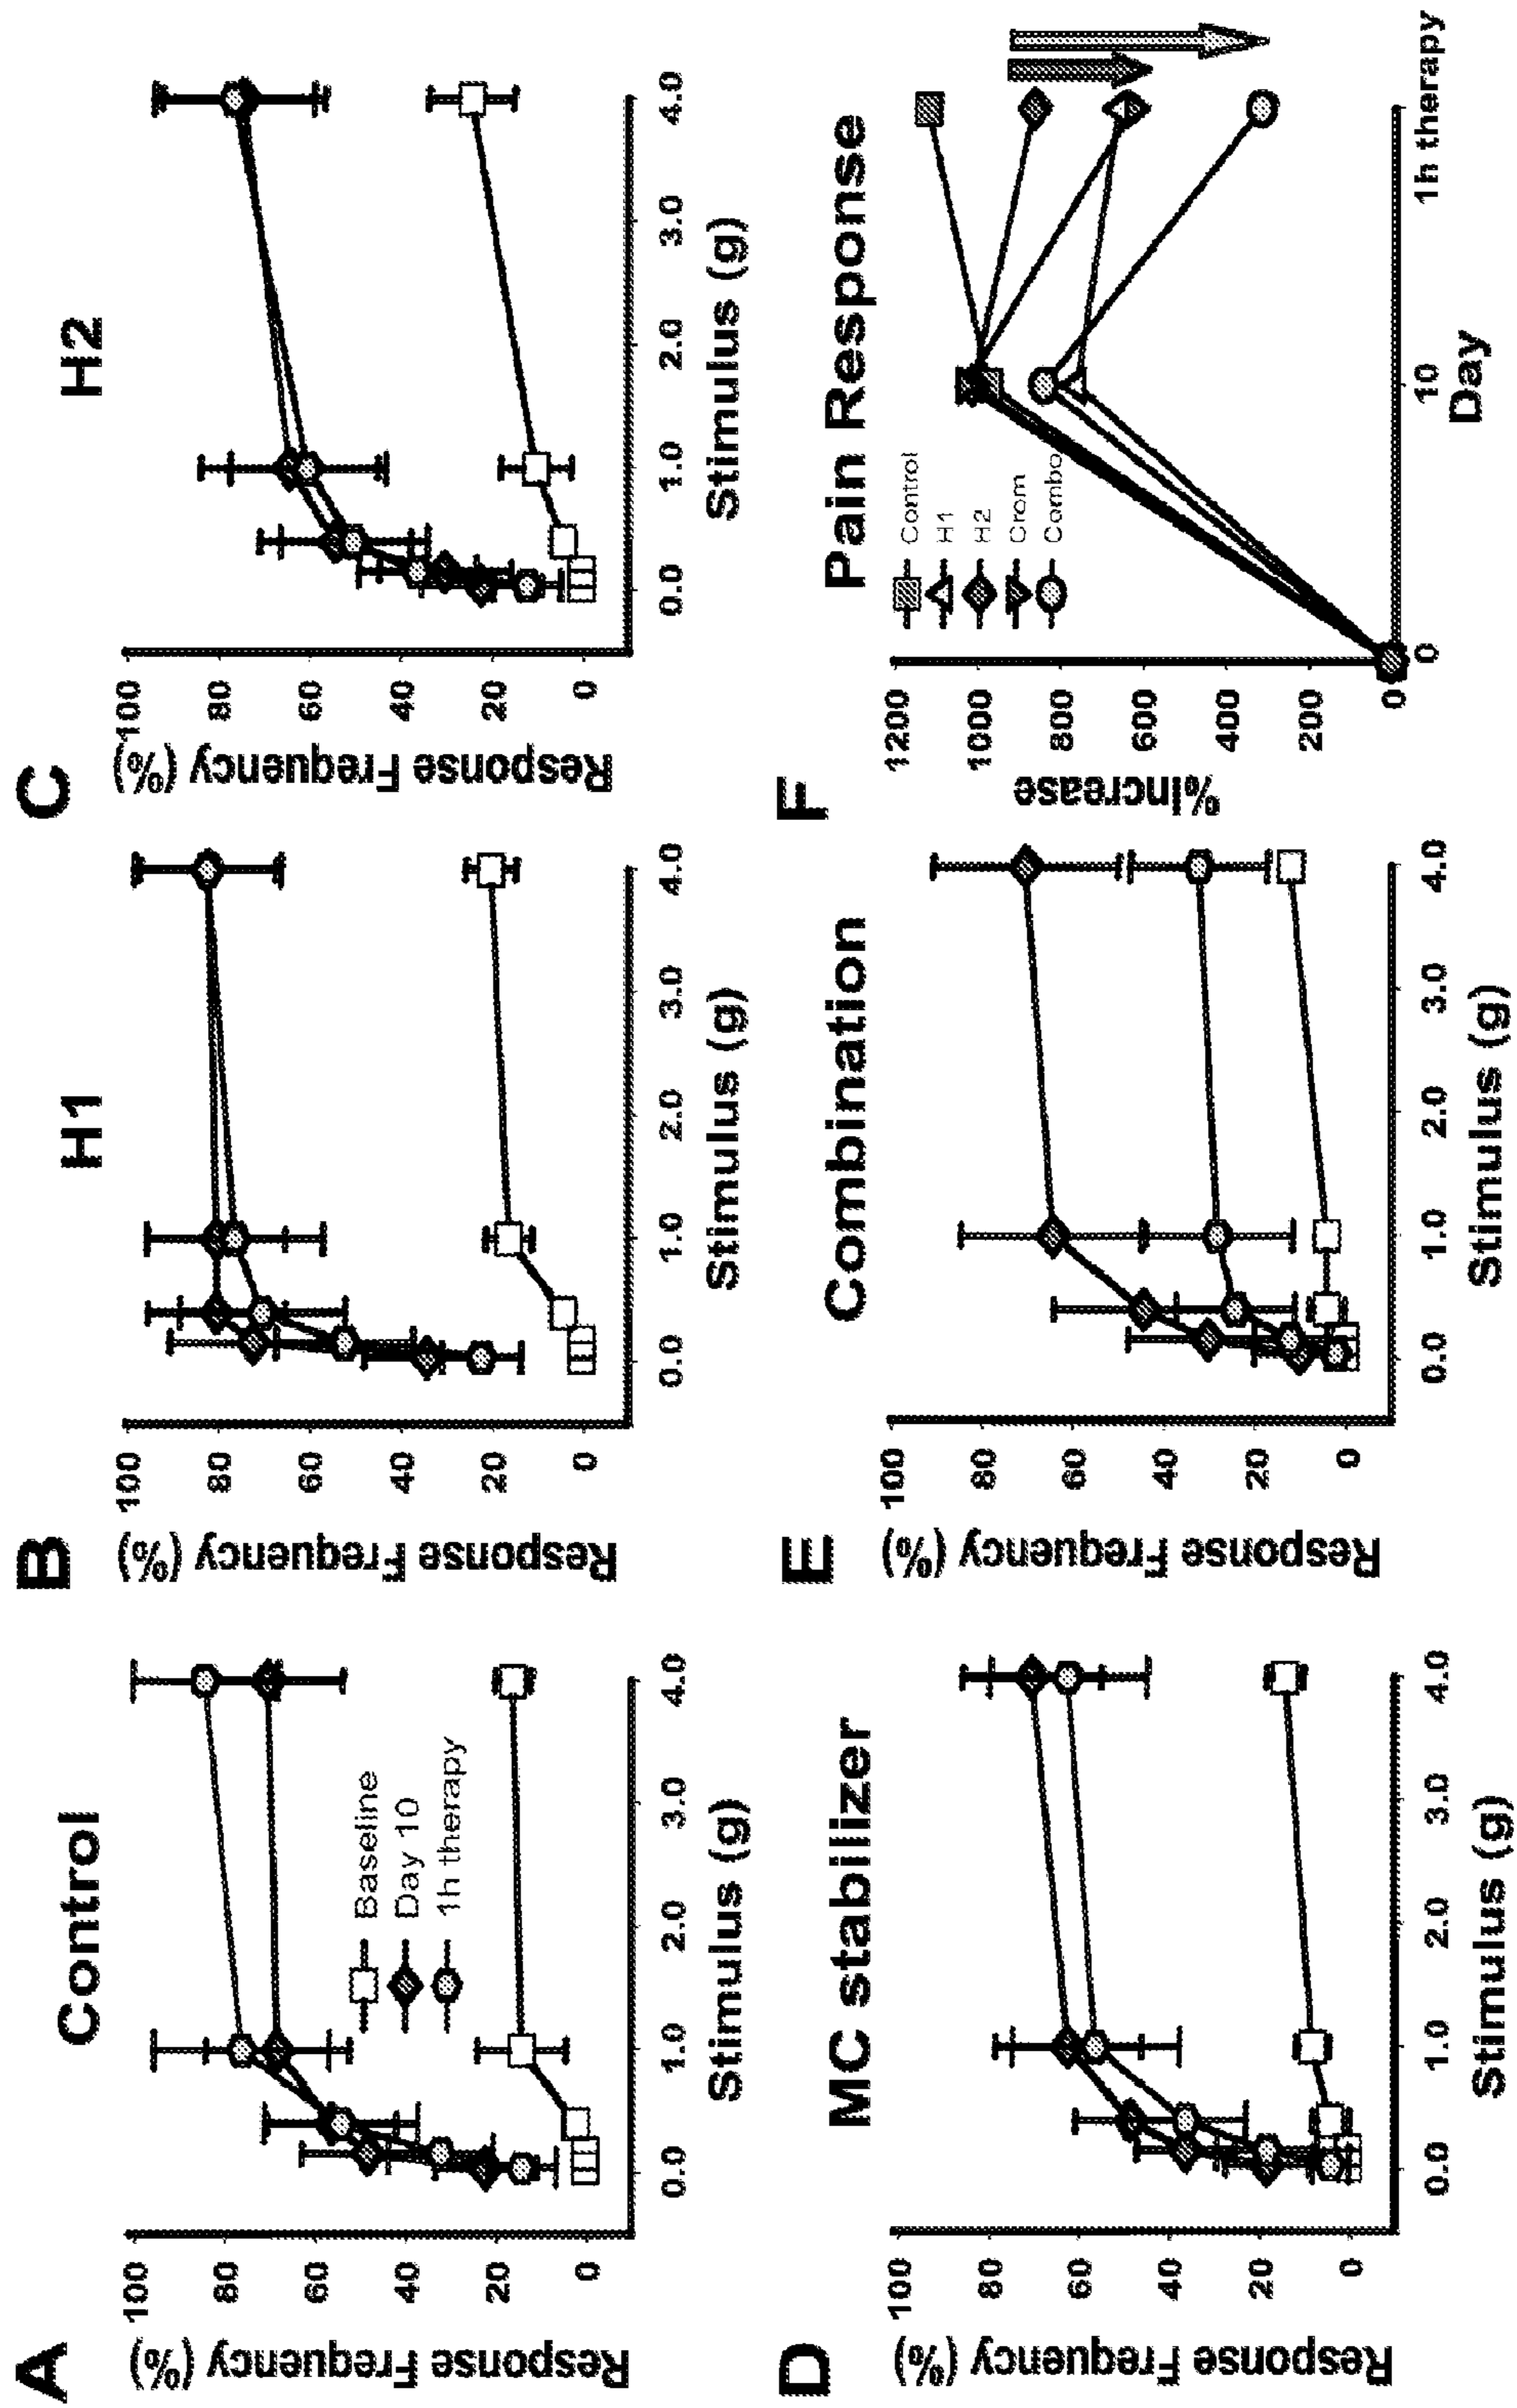 A
Control
Response Frequency
(%)
100
80
60
40
20
0
Baseline
Day 10
1h therapy
0.0 1.0 2.0 3.0 4.0
Stimulus (g)
B
H1
Response Frequency
(%)
100
80
60
40
20
0
0.0 1.0 2.0 3.0 4.0
Stimulus (g)
C
H2
Response Frequency
(%)
100
80
60
40
20
0
0.0 1.0 2.0 3.0 4.0
Stimulus (g)
D
MC stabilizer
Response Frequency
(%)
100
80
60
40
20
0
0.0 1.0 2.0 3.0 4.0
Stimulus (g)
E
Combination
Response Frequency
(%)
100
80
60
40
20
0
0.0 1.0 2.0 3.0 4.0
Stimulus (g)
F
Pain Response
%Increase
1200
1000
800
600
400
200
0
Control
H1
H2
Crom
Combo
0 10 1h therapy
Day